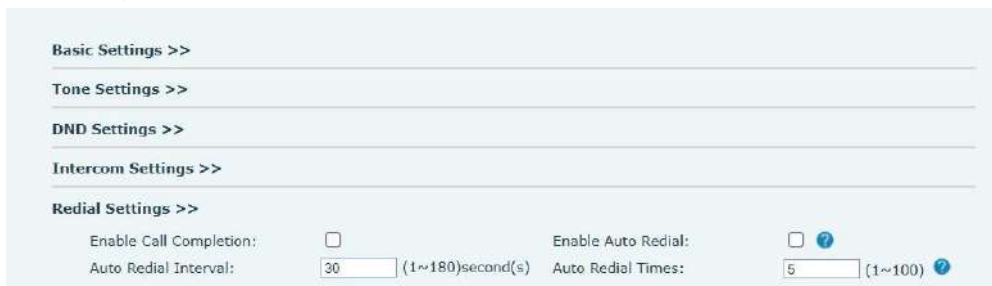 Basic Settings >>
Tone Settings >>
DND Settings >>
Intercom Settings >>
Redial Settings >>
Enable Call Completion: Enable Auto Redial: ?
Auto Redial Interval: 30 (1~180)second(s) Auto Redial Times: 5 (1~100) ?